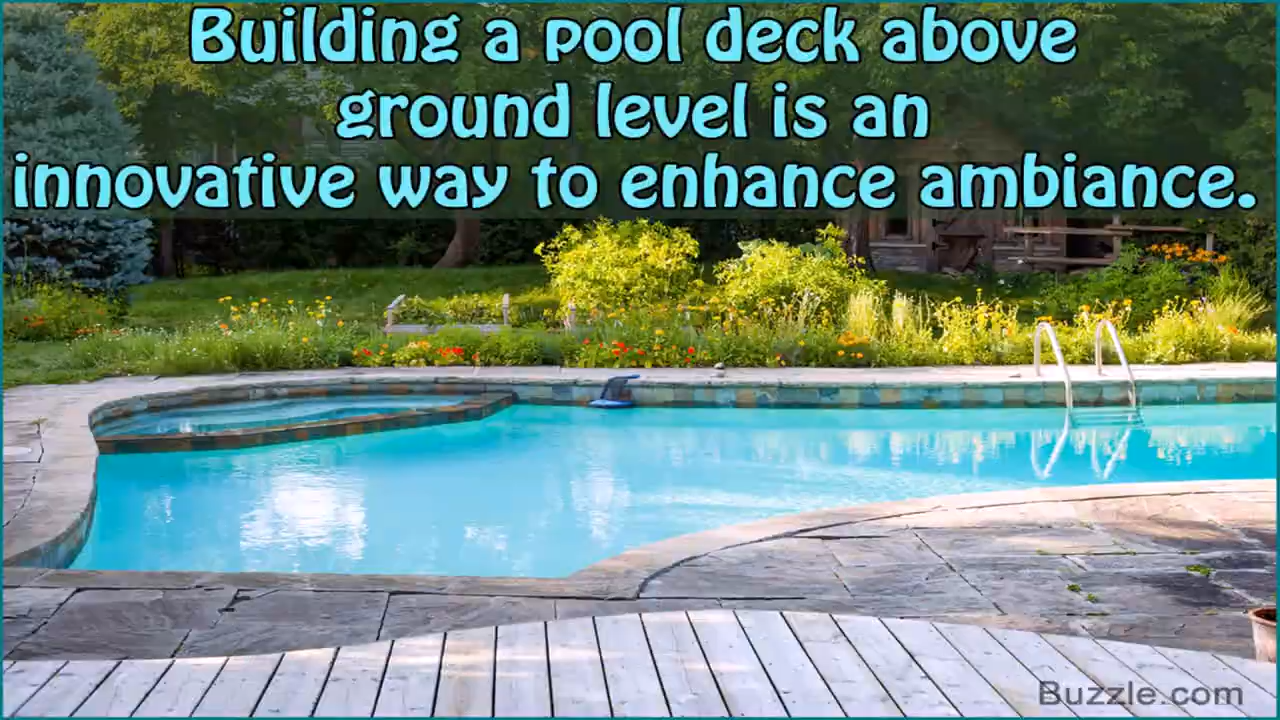 Building a pool deck above
ground level is an
innovative way to enhance ambiance.
Buzzle.com